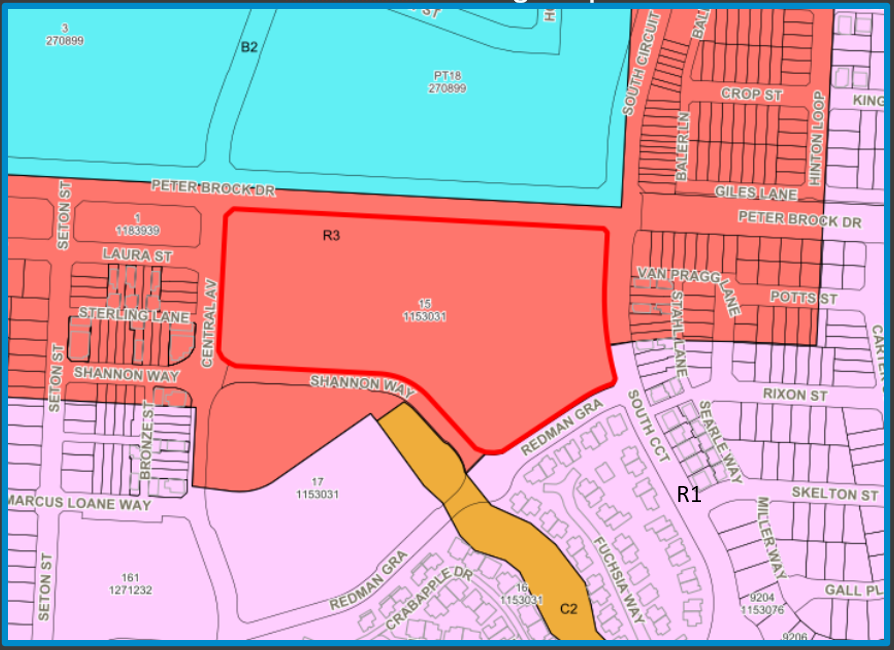 3
270899
B2
PT18
270899
ST
SOUTH CIRCUIT
CROP ST
KING
BALER LN
HINTON LOOP
GILES LANE
PETER BROCK DR
PETER BROCK DR
SETON ST
1
1183939
R3
LAURA ST
VAN PRAGG LANE
POTTS ST
15
1153031
STERLING LANE
CENTRAL AV
STAHL LANE
SHANNON WAY
SHANNON WAY
SETON ST
RIXON ST
BRONZE ST
REDMAN GRA
SOUTH CCT
SEARLE WAY
17
1153031
R1
SKELTON ST
MARCUS LOANE WAY
MILLER WAY
SETON ST
REDMAN GRA
CRABAPPLE DR
FUCHSIA WAY
161
1271232
16
1153031
C2
GALL PL
9204
1153076
9206